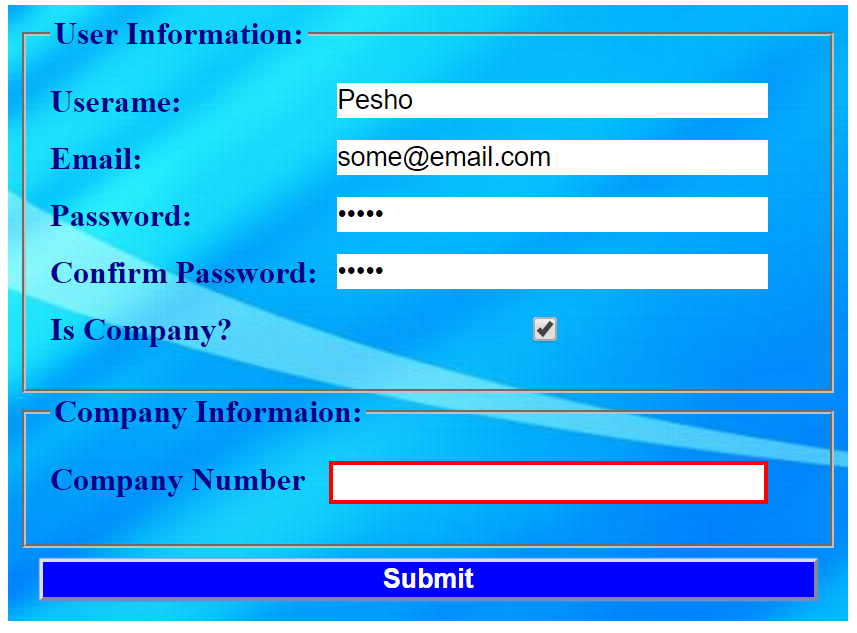 User Information:
Userame: Pesho
Email: some@email.com
Password: •••••
Confirm Password: •••••
Is Company?
Company Informaion:
Company Number
Submit